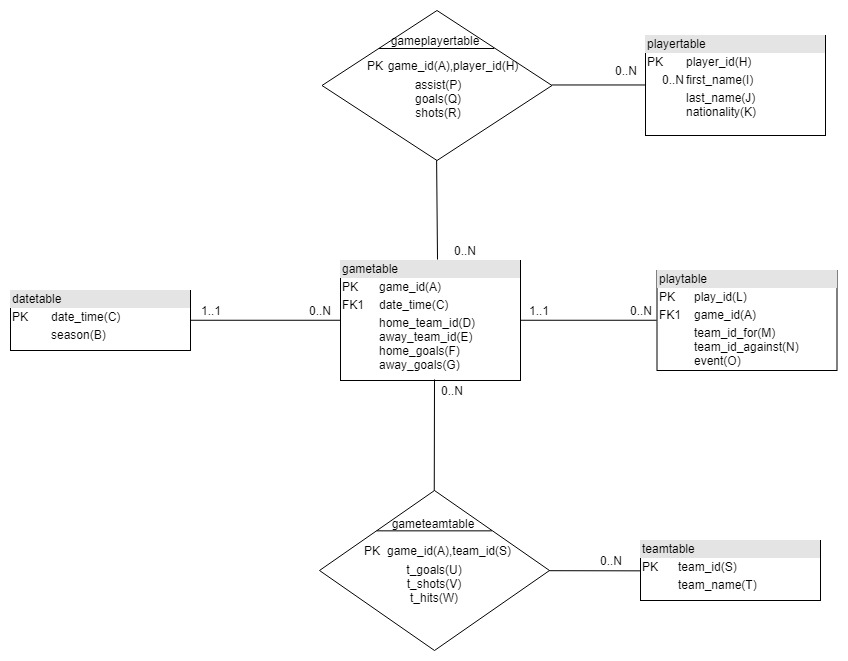 gameplayertable
PK game_id(A),player_id(H)
assist(P)
goals(Q)
shots(R)
0..N
playertable
PK player_id(H)
0..N first_name(I)
last_name(J)
nationality(K)
0..N
datetable
PK date_time(C)
season(B)
1..1
0..N
gametable
PK game_id(A)
FK1 date_time(C)
home_team_id(D)
away_team_id(E)
home_goals(F)
away_goals(G)
1..1
0..N
playtable
PK play_id(L)
FK1 game_id(A)
team_id_for(M)
team_id_against(N)
event(O)
0..N
gameteamtable
PK game_id(A),team_id(S)
t_goals(U)
t_shots(V)
t_hits(W)
0..N
teamtable
PK team_id(S)
team_name(T)